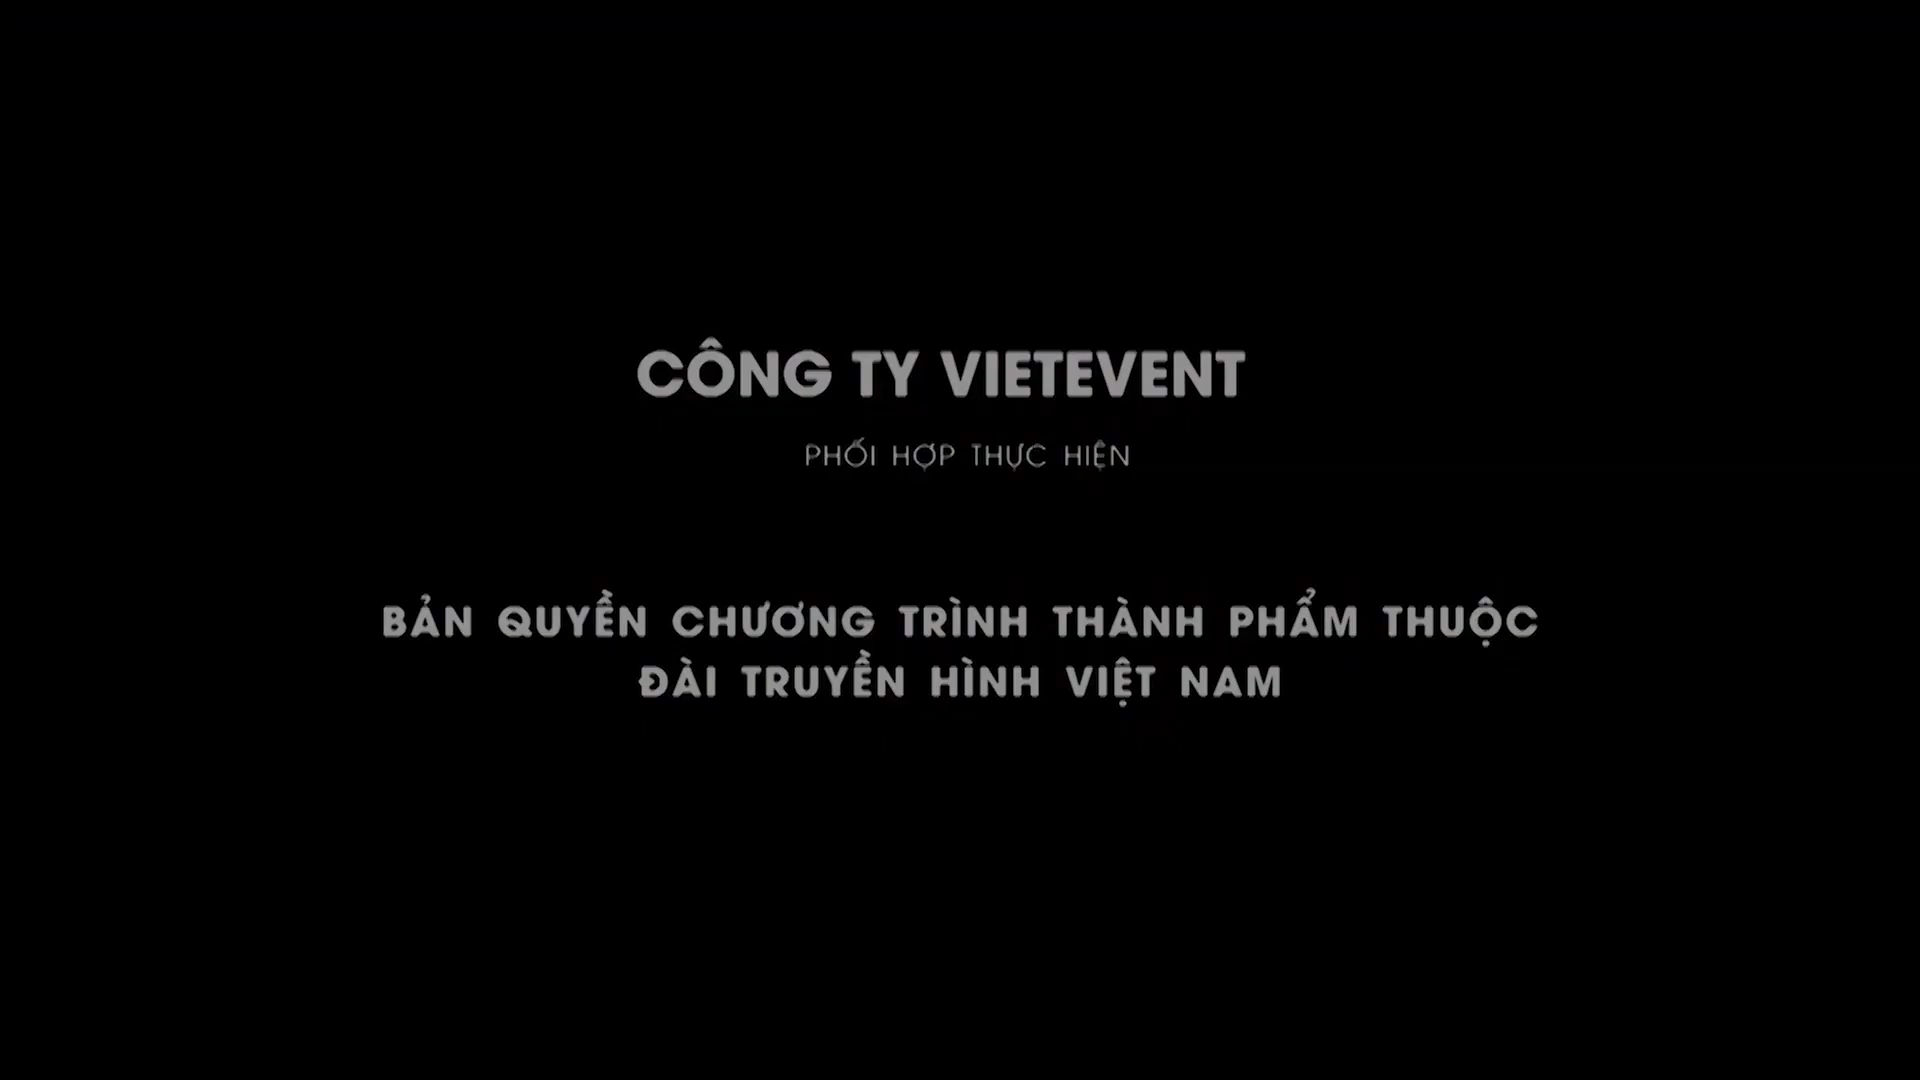 CÔNG TY VIETEVENT
PHỐI HỢP THỰC HIỆN
BẢN QUYỀN CHƯƠNG TRÌNH THÀNH PHẨM THUỘC
ĐÀI TRUYỀN HÌNH VIỆT NAM